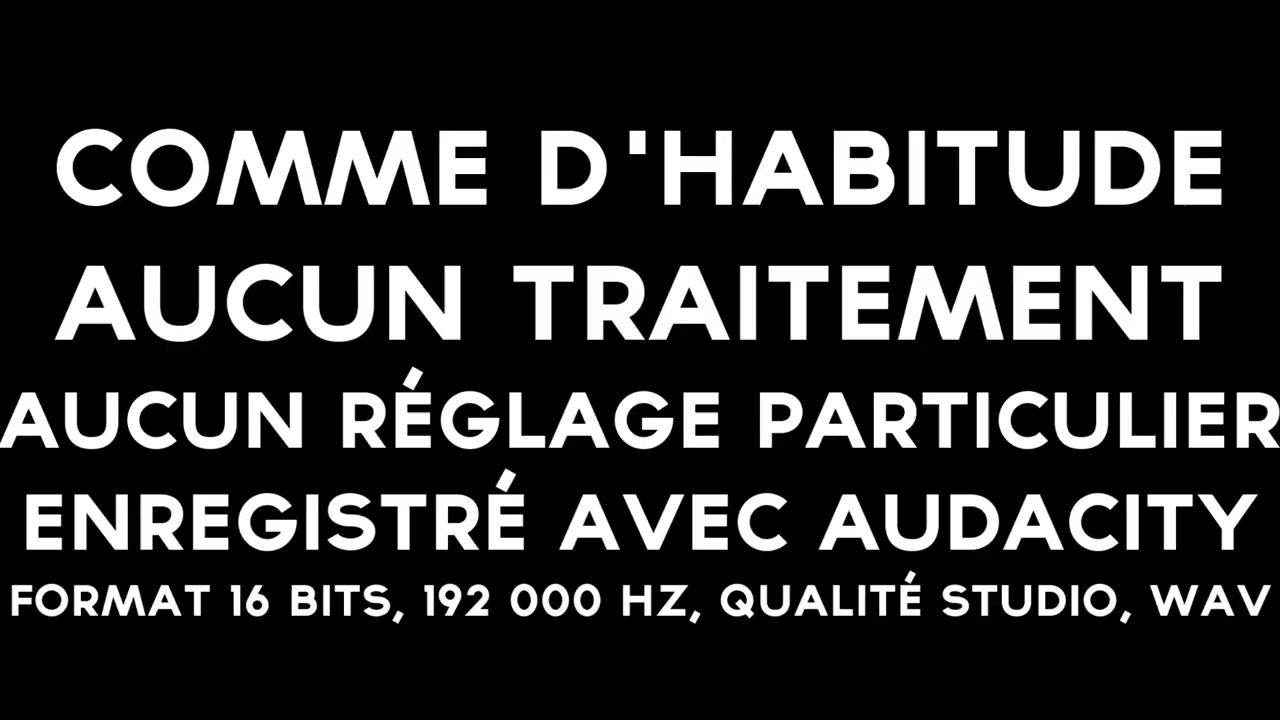 COMME D'HABITUDE
AUCUN TRAITEMENT
AUCUN RÉGLAGE PARTICULIER
ENREGISTRÉ AVEC AUDACITY
FORMAT 16 BITS, 192 000 HZ, QUALITÉ STUDIO, WAV